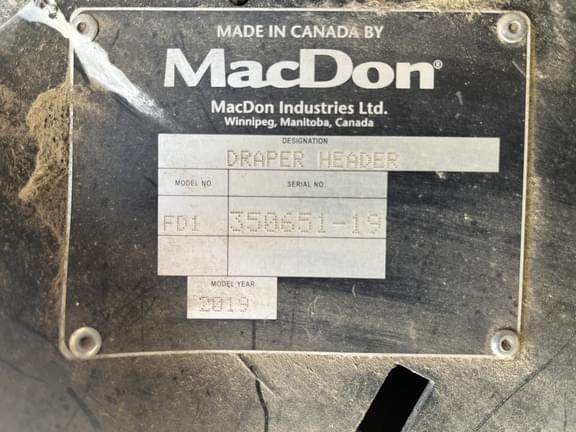 MADE IN CANADA BY
MacDon®
MacDon Industries Ltd.
Winnipeg, Manitoba, Canada
DESIGNATION
DRAPER HEADER
MODEL NO. SERIAL NO.
FD1 350651-19
MODEL YEAR
2019